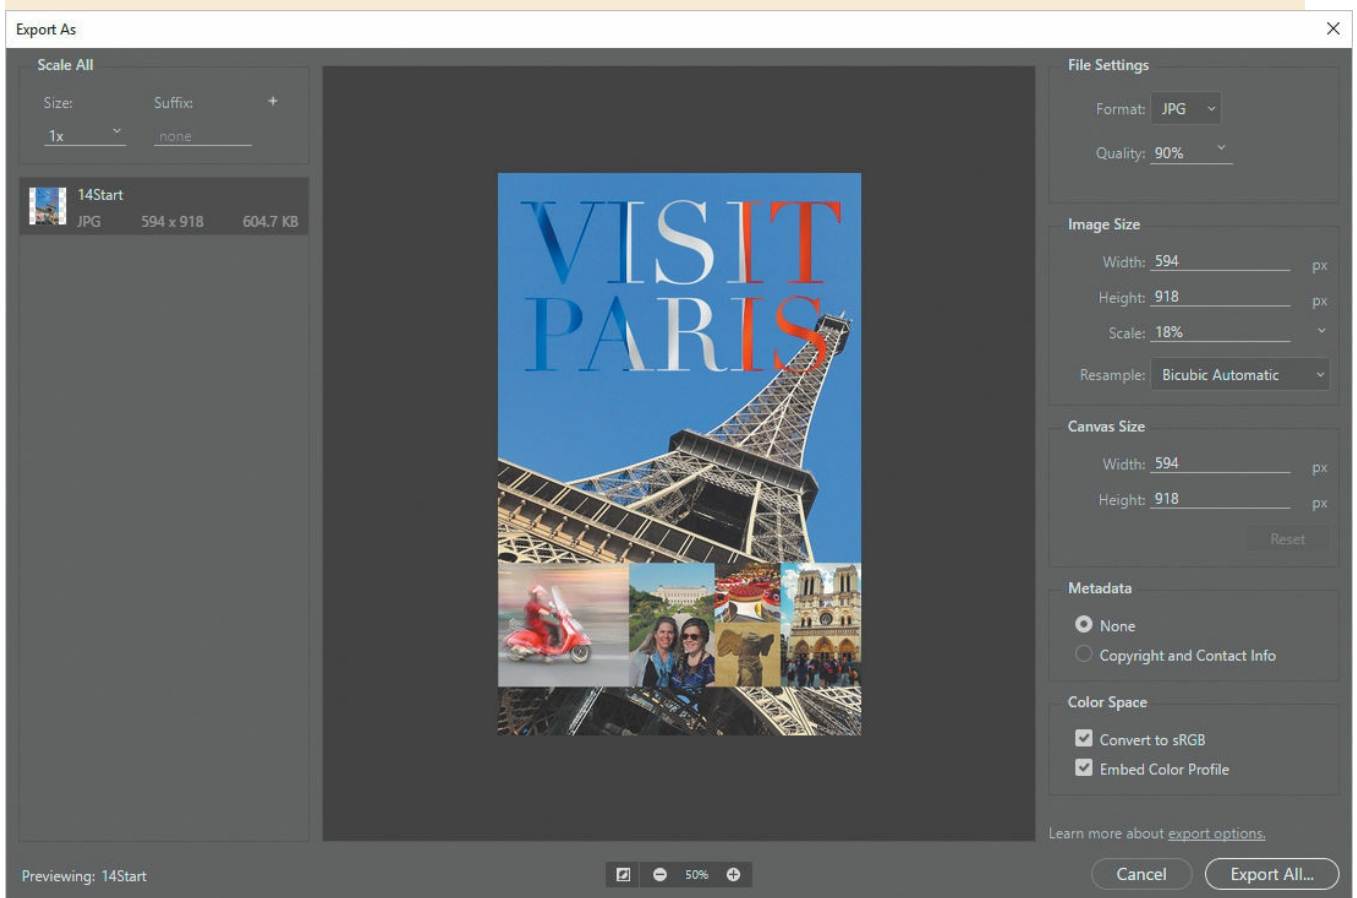 Export As
Scale All
Size:
Suffix:
+
1x
none
14Start
JPG 594 x 918 604.7 KB
VISIT
PARIS
File Settings
Format: JPG
Quality: 90%
Image Size
Width: 594 px
Height: 918 px
Scale: 18%
Resample: Bicubic Automatic
Canvas Size
Width: 594 px
Height: 918 px
Reset
Metadata
None
Copyright and Contact Info
Color Space
Convert to sRGB
Embed Color Profile
Learn more about export options.
Previewing: 14Start
50%
Cancel
Export All...